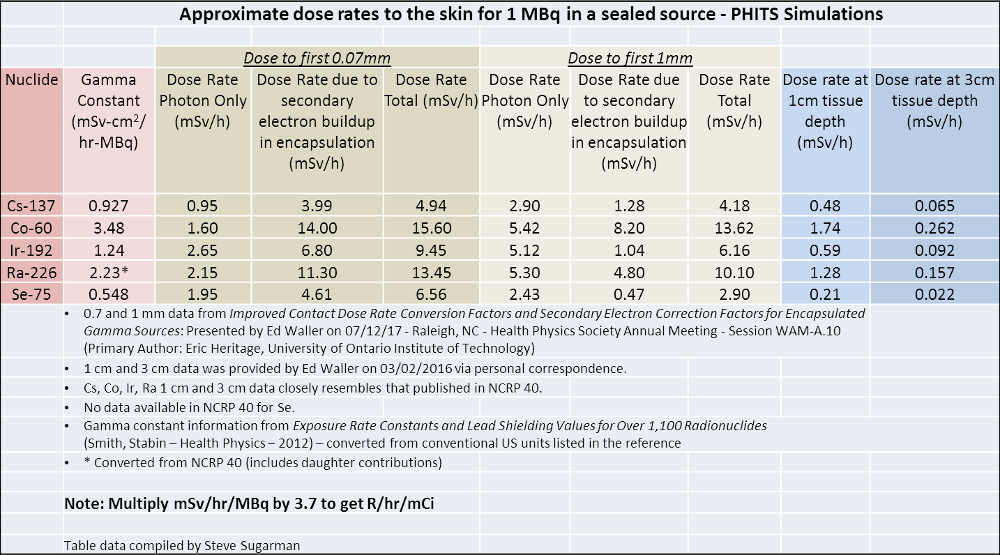 Approximate dose rates to the skin for 1 MBq in a sealed source - PHITS Simulations
Dose to first 0.07mm
Dose to first 1mm
Nuclide
Gamma
Constant
(mSv-cm²/
hr-MBq)
Dose Rate
Photon Only
(mSv/h)
Dose Rate due to
secondary
electron buildup
in encapsulation
(mSv/h)
Dose Rate
Total (mSv/h)
Dose Rate
Photon Only
(mSv/h)
Dose Rate due
to secondary
electron buildup
in encapsulation
(mSv/h)
Dose Rate
Total
(mSv/h)
Dose rate at
1cm tissue
depth
(mSv/h)
Dose rate at 3cm
tissue depth
(mSv/h)
Cs-137 0.927 0.95 3.99 4.94 2.90 1.28 4.18 0.48 0.065
Co-60 3.48 1.60 14.00 15.60 5.42 8.20 13.62 1.74 0.262
Ir-192 1.24 2.65 6.80 9.45 5.12 1.04 6.16 0.59 0.092
Ra-226 2.23* 2.15 11.30 13.45 5.30 4.80 10.10 1.28 0.157
Se-75 0.548 1.95 4.61 6.56 2.43 0.47 2.90 0.21 0.022
• 0.7 and 1 mm data from Improved Contact Dose Rate Conversion Factors and Secondary Electron Correction Factors for Encapsulated
Gamma Sources: Presented by Ed Waller on 07/12/17 - Raleigh, NC - Health Physics Society Annual Meeting - Session WAM-A.10
(Primary Author: Eric Heritage, University of Ontario Institute of Technology)
• 1 cm and 3 cm data was provided by Ed Waller on 03/02/2016 via personal correspondence.
• Cs, Co, Ir, Ra 1 cm and 3 cm data closely resembles that published in NCRP 40.
• No data available in NCRP 40 for Se.
• Gamma constant information from Exposure Rate Constants and Lead Shielding Values for Over 1,100 Radionuclides
(Smith, Stabin – Health Physics – 2012) – converted from conventional US units listed in the reference
• * Converted from NCRP 40 (includes daughter contributions)
Note: Multiply mSv/hr/MBq by 3.7 to get R/hr/mCi
Table data compiled by Steve Sugarman